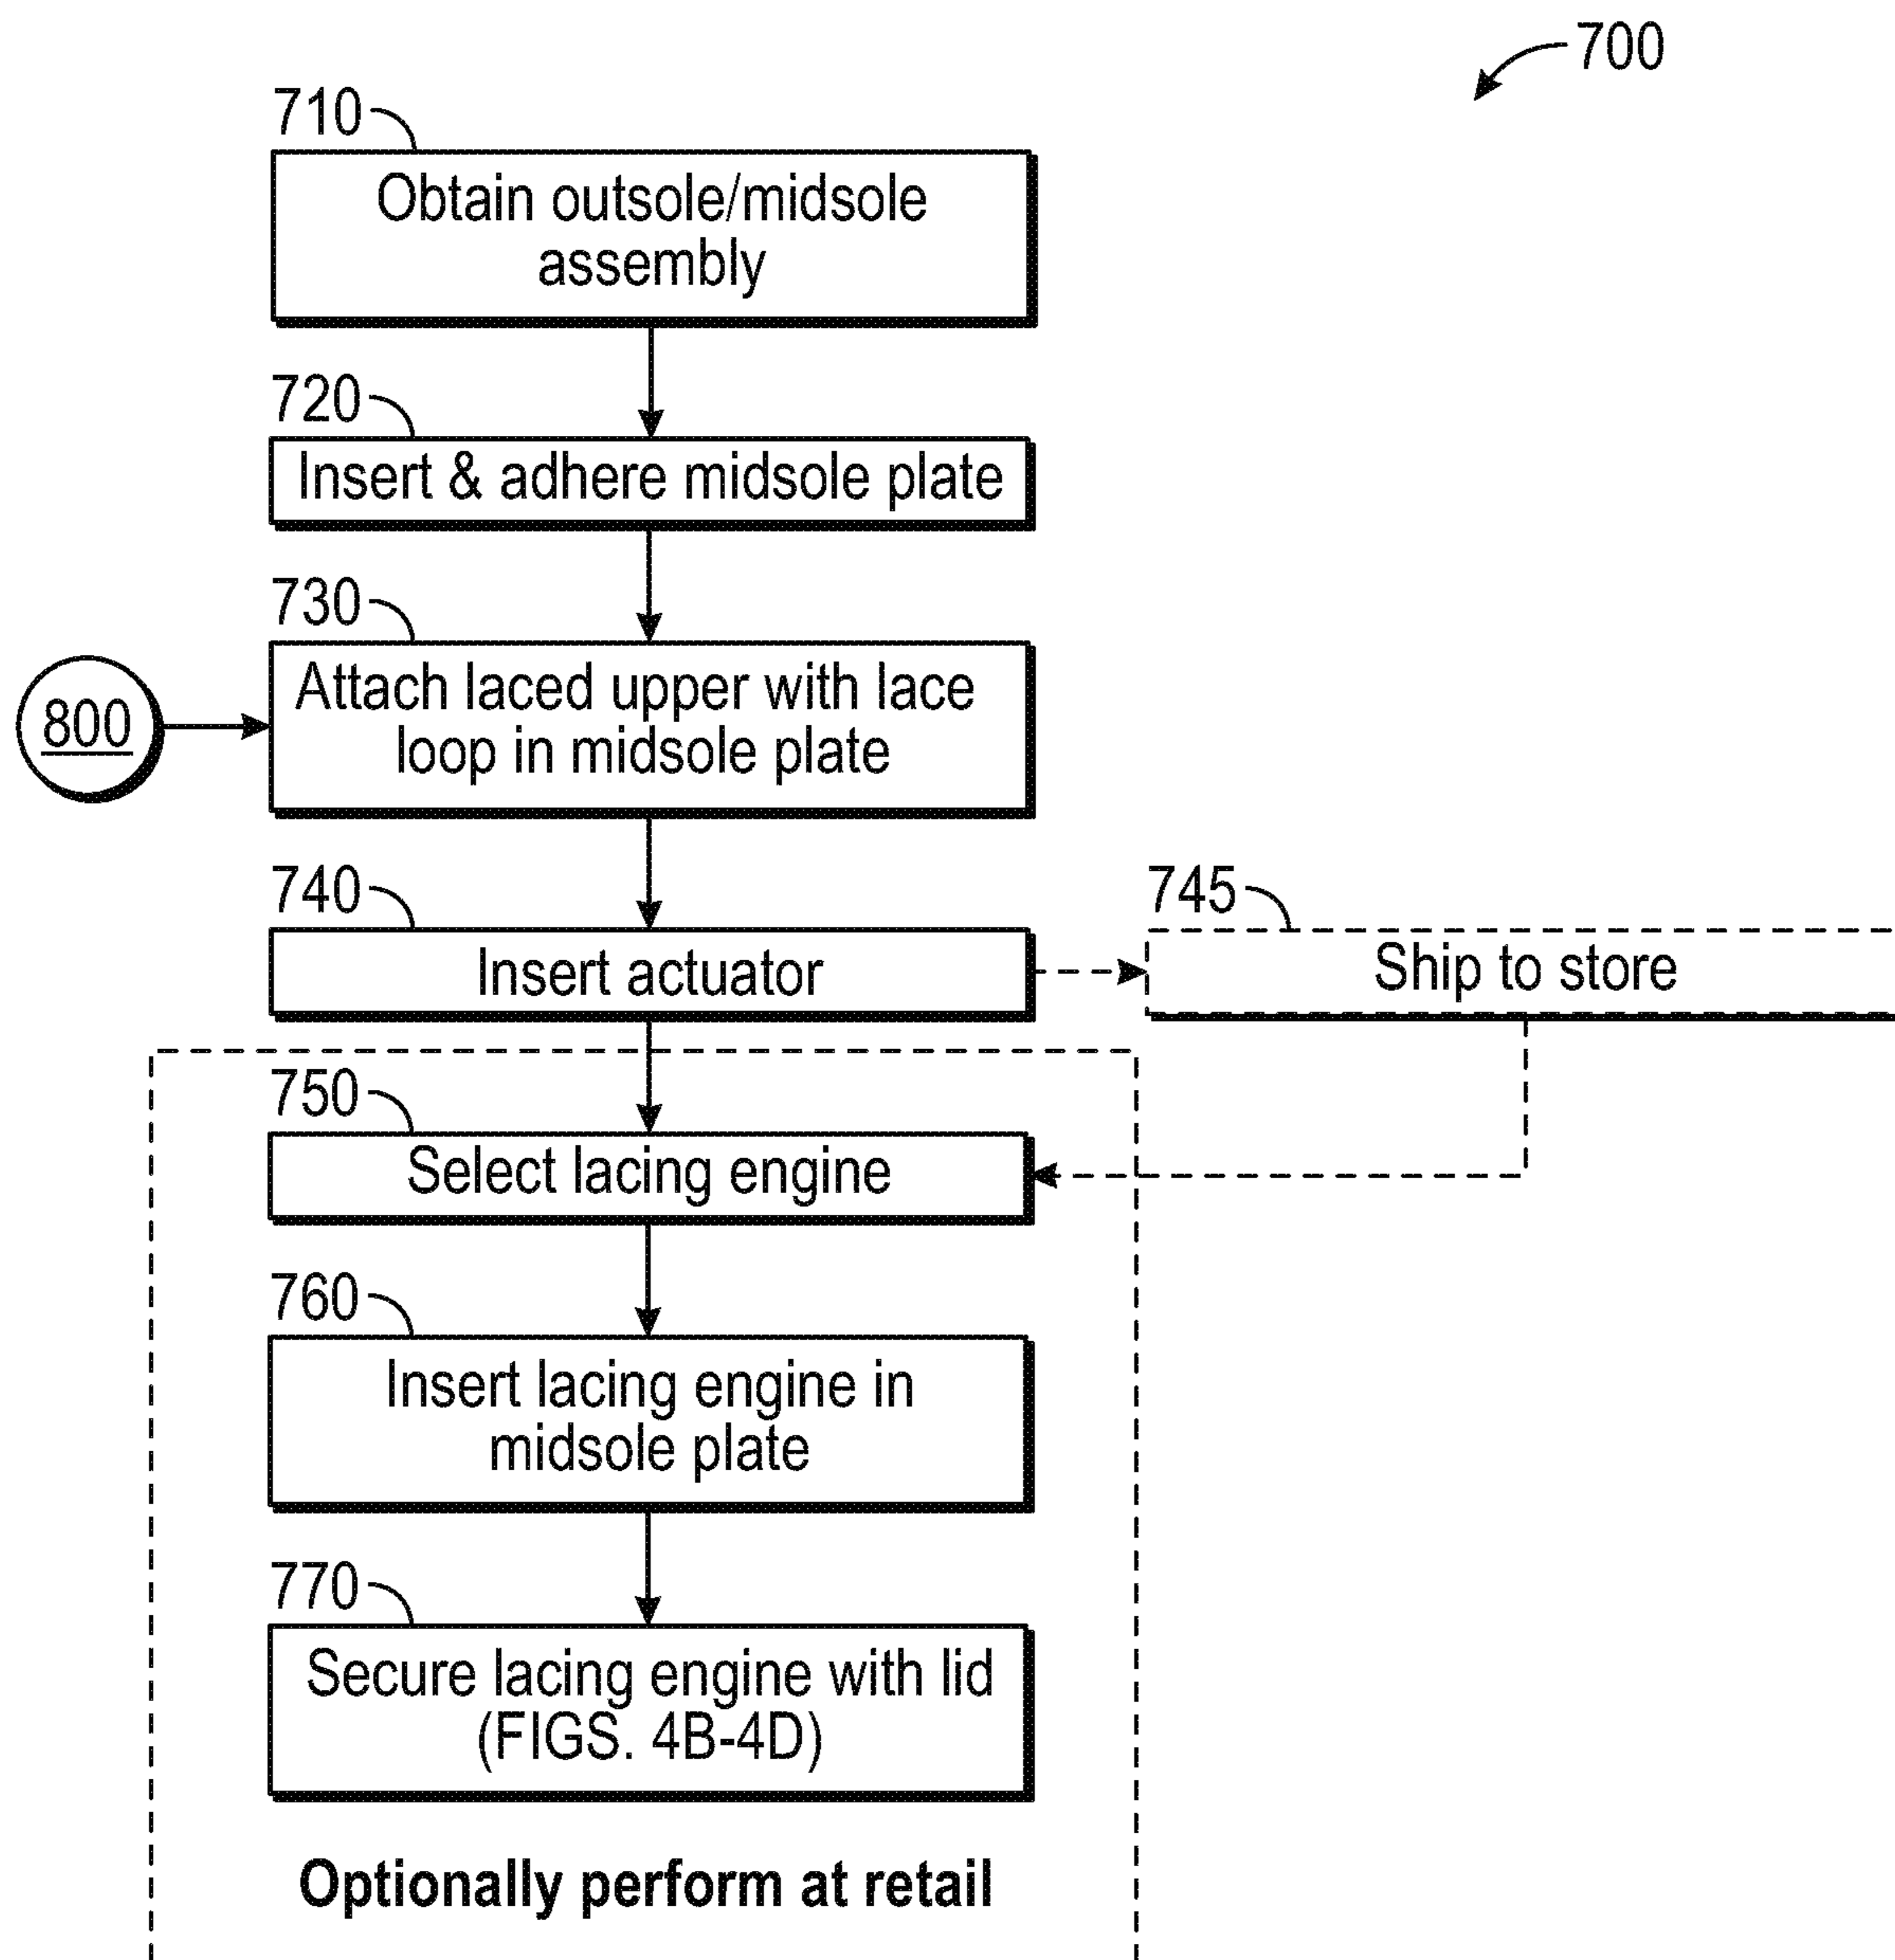 700
710
Obtain outsole/midsole
assembly
720
Insert & adhere midsole plate
730
800
Attach laced upper with lace
loop in midsole plate
740
Insert actuator
745
Ship to store
750
Select lacing engine
760
Insert lacing engine in
midsole plate
770
Secure lacing engine with lid
(FIGS. 4B-4D)
Optionally perform at retail